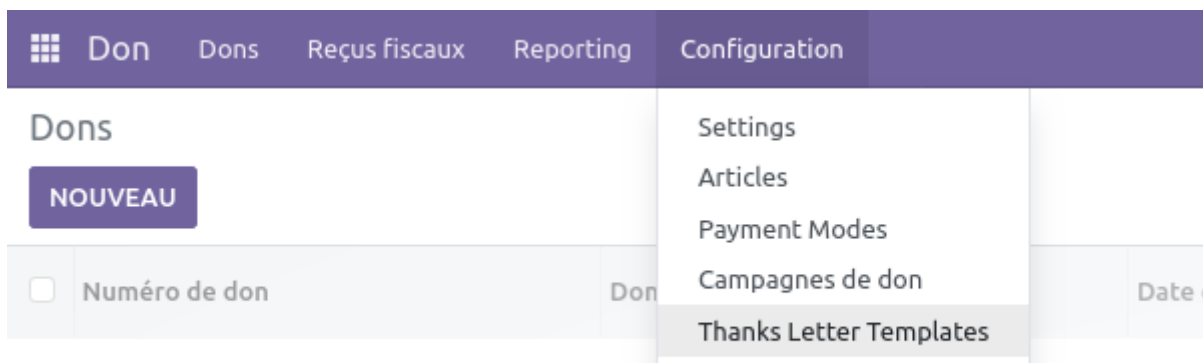 Don Dons Reçus fiscaux Reporting Configuration
Dons
NOUVEAU
Settings
Articles
Payment Modes
Campagnes de don
Thanks Letter Templates
Numéro de don Don Date